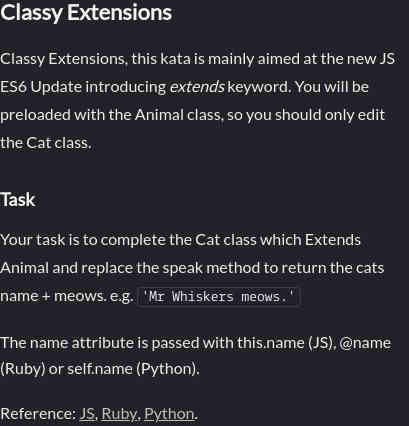 Classy Extensions
Classy Extensions, this kata is mainly aimed at the new JS
ES6 Update introducing extends keyword. You will be
preloaded with the Animal class, so you should only edit
the Cat class.
Task
Your task is to complete the Cat class which Extends
Animal and replace the speak method to return the cats
name + meows. e.g. 'Mr Whiskers meows.'
The name attribute is passed with this.name (JS), @name
(Ruby) or self.name (Python).
Reference: JS, Ruby, Python.